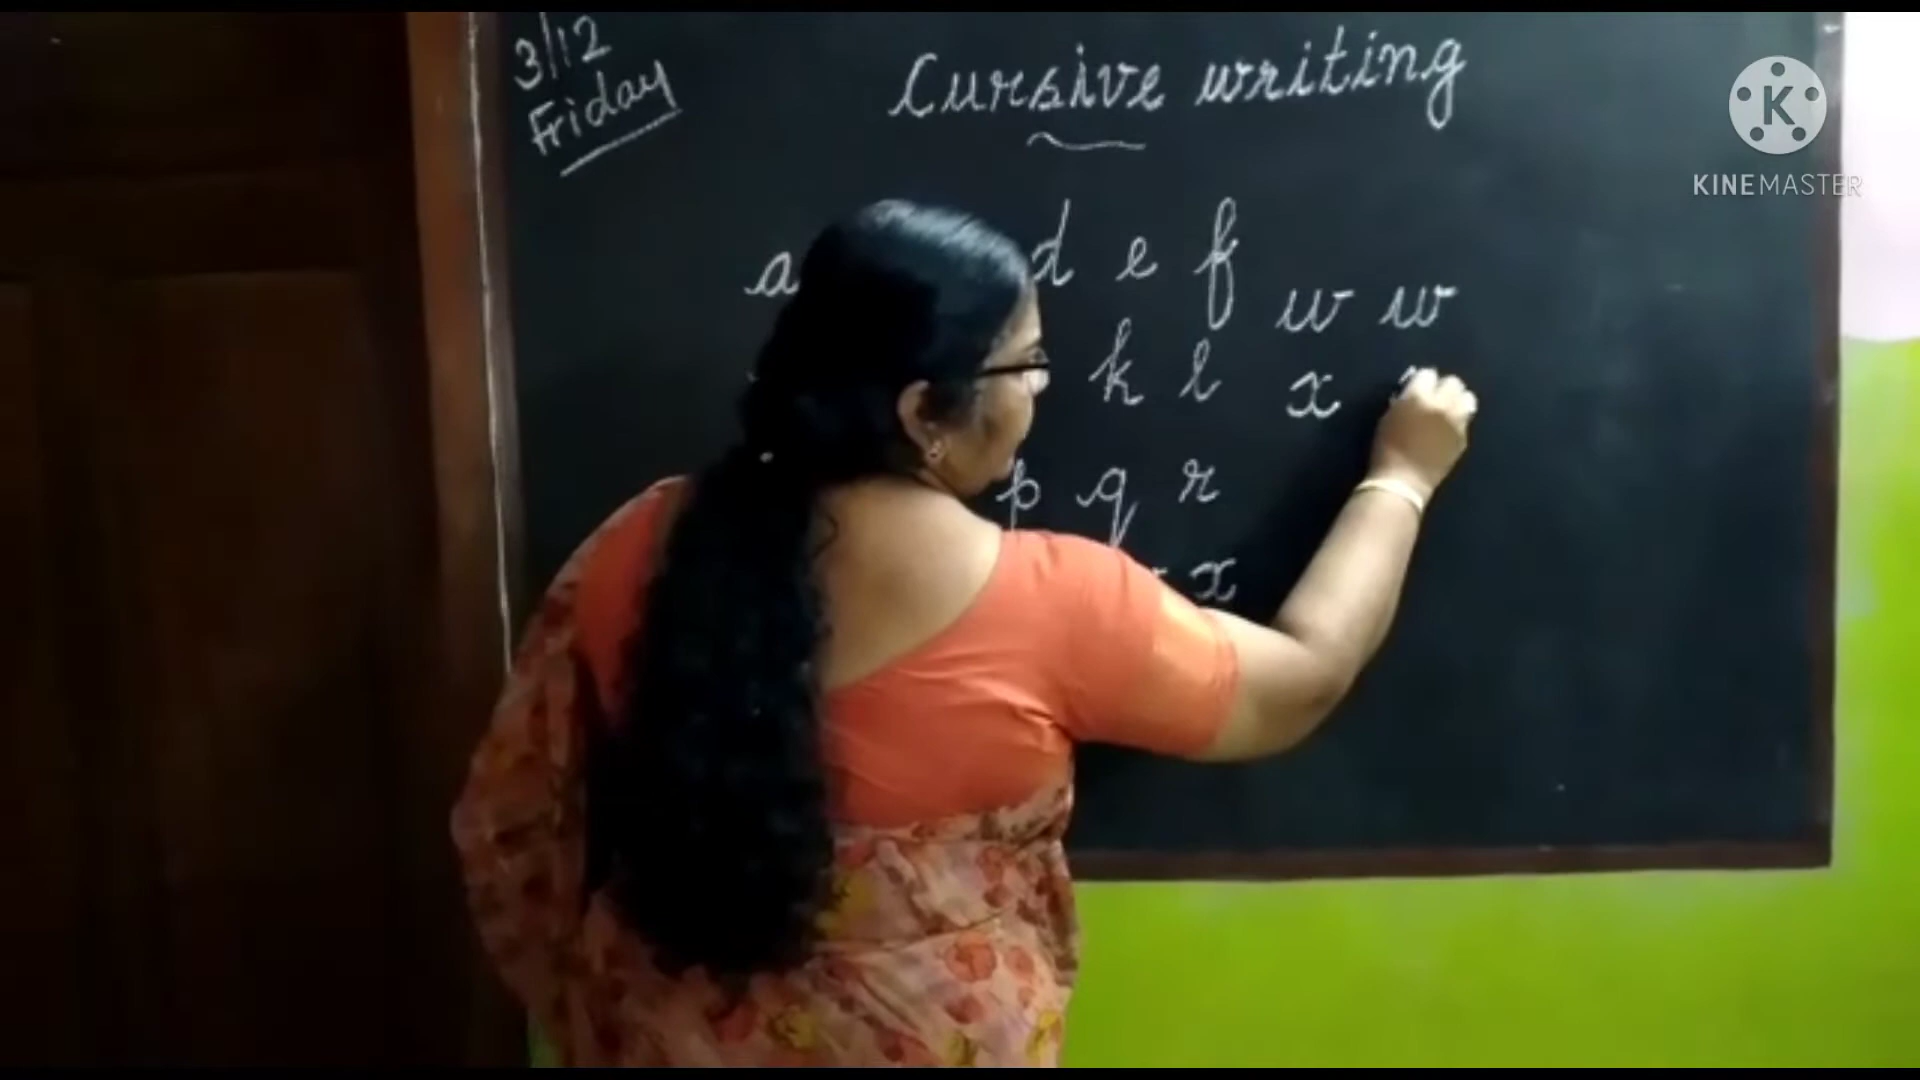 3/12
Friday
Cursive writing
a d e f
w w
k l
x
p q r
x
KINEMASTER